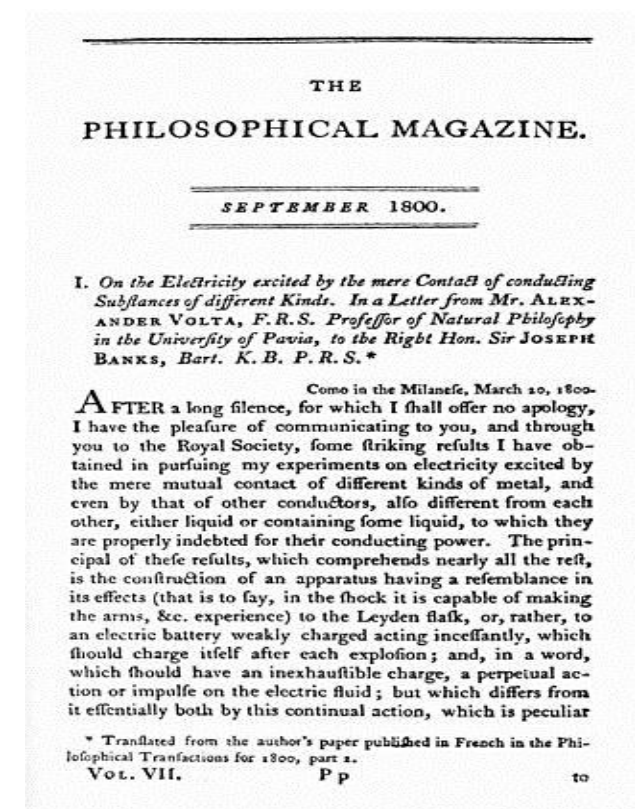 THE
PHILOSOPHICAL MAGAZINE.
SEPTEMBER 1800.
I. On the Electricity excited by the mere Contact of conducting
Subſtances of different Kinds. In a Letter from Mr. ALEX-
ANDER VOLTA, F.R.S. Profeſſor of Natural Philoſophy
in the Univerſity of Pavia, to the Right Hon. Sir JOSEPH
BANKS, Bart. K. B. P. R. S.*
Como in the Milaneſe, March 20, 1800.
AFTER a long ſilence, for which I ſhall offer no apology,
I have the pleaſure of communicating to you, and through
you to the Royal Society, ſome ſtriking reſults I have ob-
tained in purſuing my experiments on electricity excited by
the mere mutual contact of different kinds of metal, and
even by that of other conductors, alſo different from each
other, either liquid or containing ſome liquid, to which they
are properly indebted for their conducting power. The prin-
cipal of theſe reſults, which comprehends nearly all the reſt,
is the conſtruction of an apparatus having a reſemblance in
its effects (that is to ſay, in the ſhock it is capable of making
the arms, &c. experience) to the Leyden flaſk, or, rather, to
an electric battery weakly charged acting inceſſantly, which
ſhould charge itſelf after each exploſion; and, in a word,
which ſhould have an inexhauſtible charge, a perpetual ac-
tion or impulſe on the electric fluid; but which differs from
it eſſentially both by this continual action, which is peculiar
* Tranſlated from the author's paper publiſhed in French in the Phi-
loſophical Tranſactions for 1800, part 2.
VOL. VII. P p to